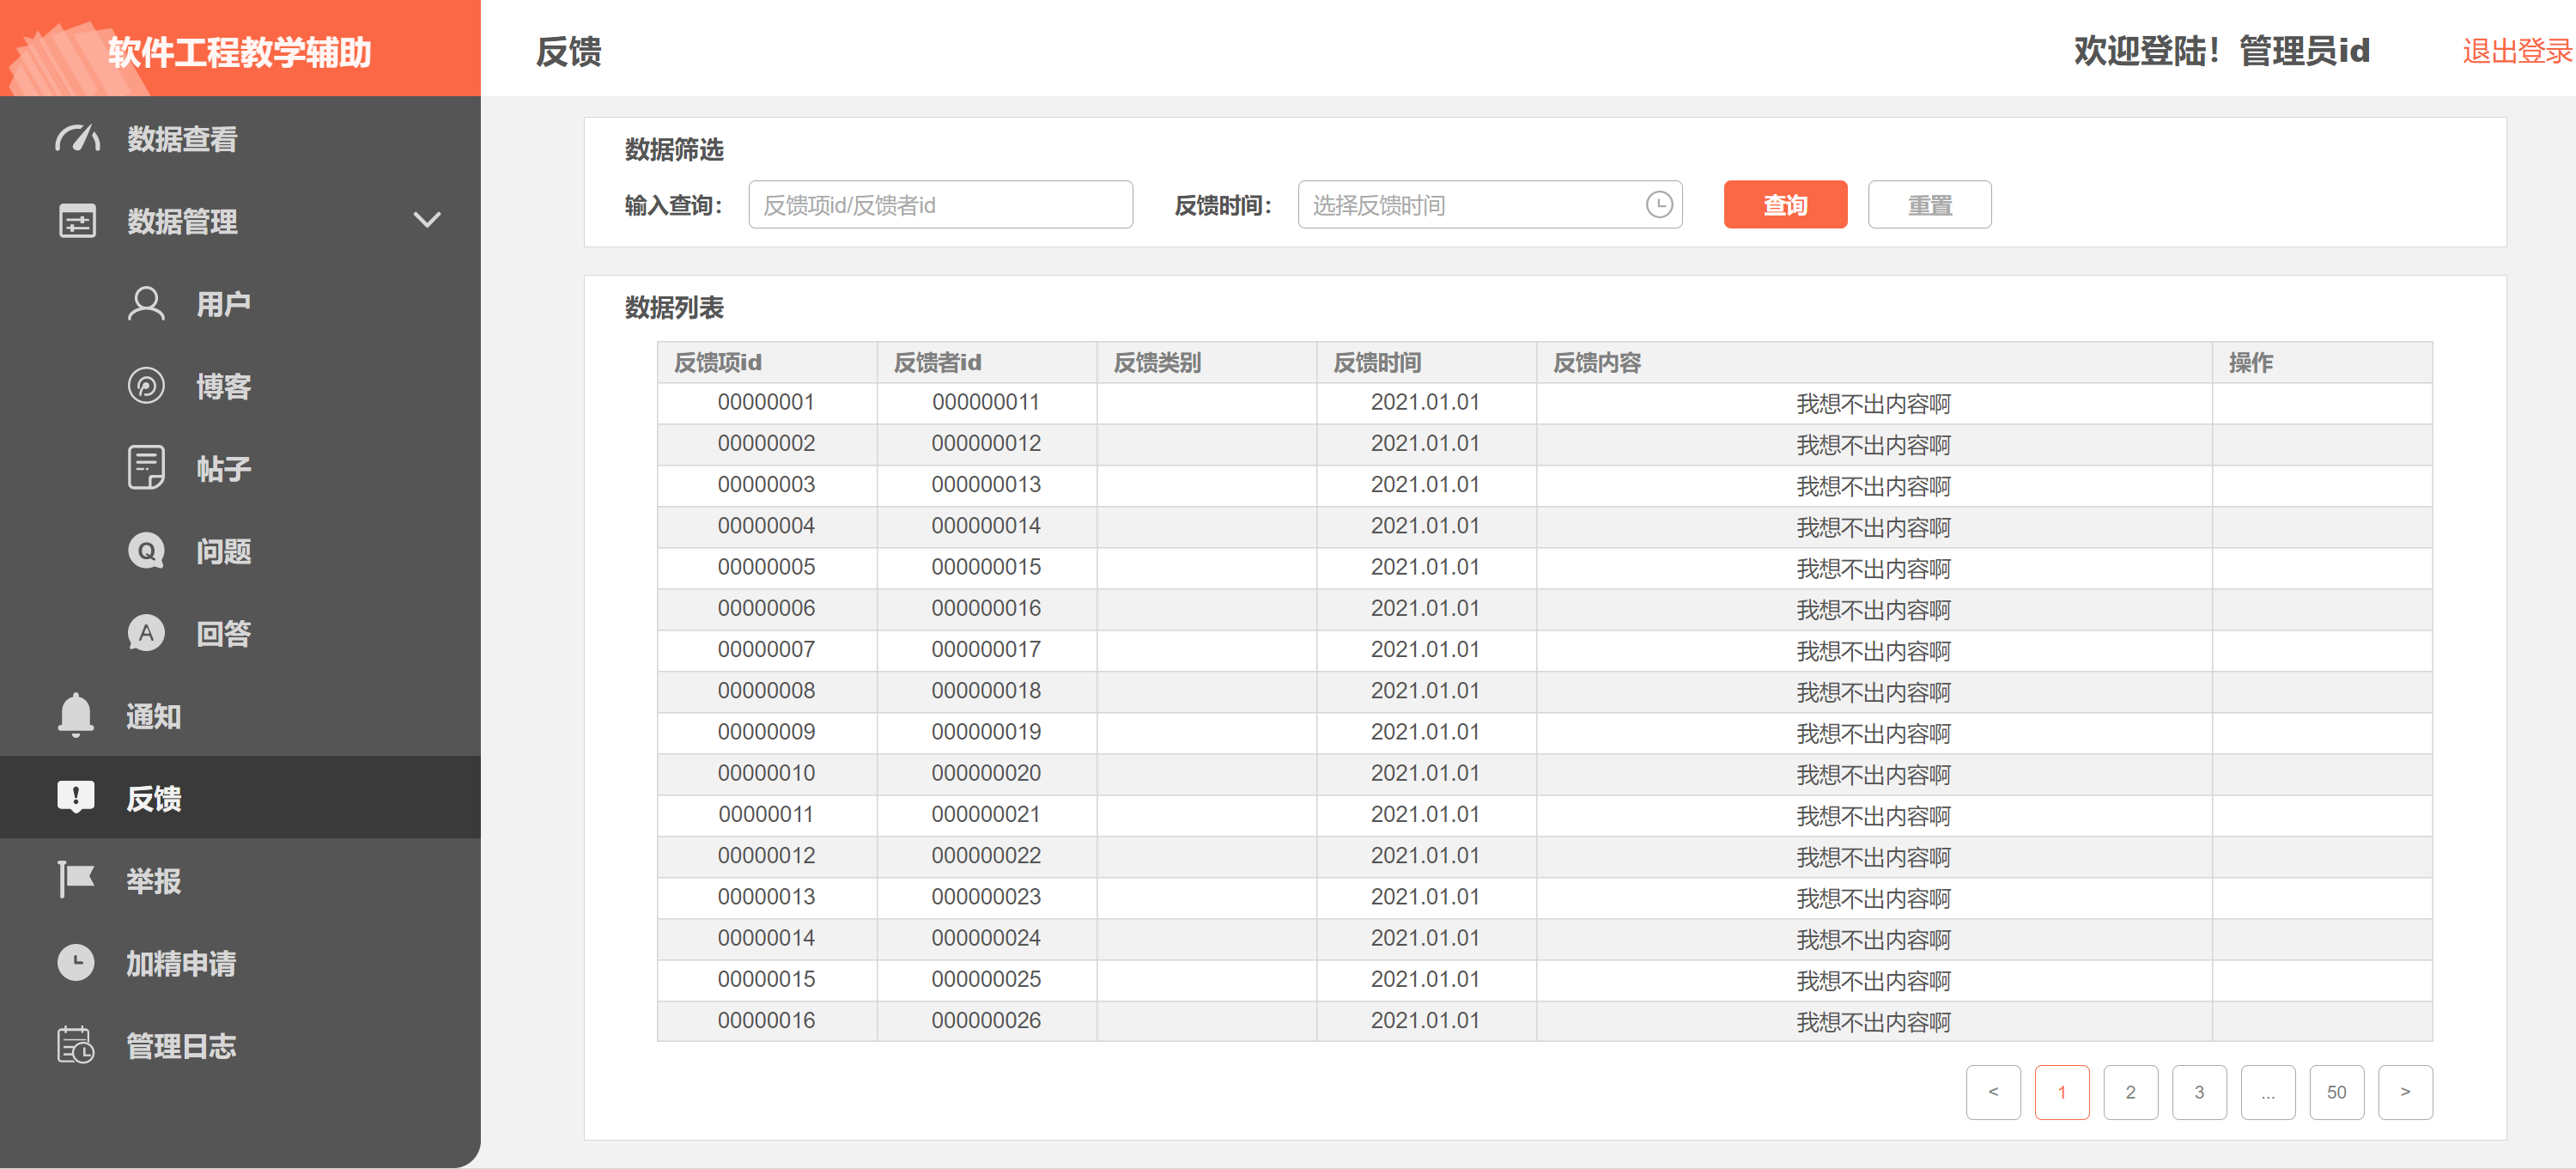 软件工程教学辅助
反馈
欢迎登陆！管理员id
退出登录
数据查看
数据管理
用户
博客
帖子
Q 问题
A 回答
通知
反馈
举报
加精申请
管理日志
数据筛选
输入查询： 反馈项id/反馈者id 反馈时间： 选择反馈时间 查询 重置
数据列表
反馈项id 反馈者id 反馈类别 反馈时间 反馈内容 操作
00000001 000000011 2021.01.01 我想不出内容啊
00000002 000000012 2021.01.01 我想不出内容啊
00000003 000000013 2021.01.01 我想不出内容啊
00000004 000000014 2021.01.01 我想不出内容啊
00000005 000000015 2021.01.01 我想不出内容啊
00000006 000000016 2021.01.01 我想不出内容啊
00000007 000000017 2021.01.01 我想不出内容啊
00000008 000000018 2021.01.01 我想不出内容啊
00000009 000000019 2021.01.01 我想不出内容啊
00000010 000000020 2021.01.01 我想不出内容啊
00000011 000000021 2021.01.01 我想不出内容啊
00000012 000000022 2021.01.01 我想不出内容啊
00000013 000000023 2021.01.01 我想不出内容啊
00000014 000000024 2021.01.01 我想不出内容啊
00000015 000000025 2021.01.01 我想不出内容啊
00000016 000000026 2021.01.01 我想不出内容啊
< 1 2 3 ... 50 >